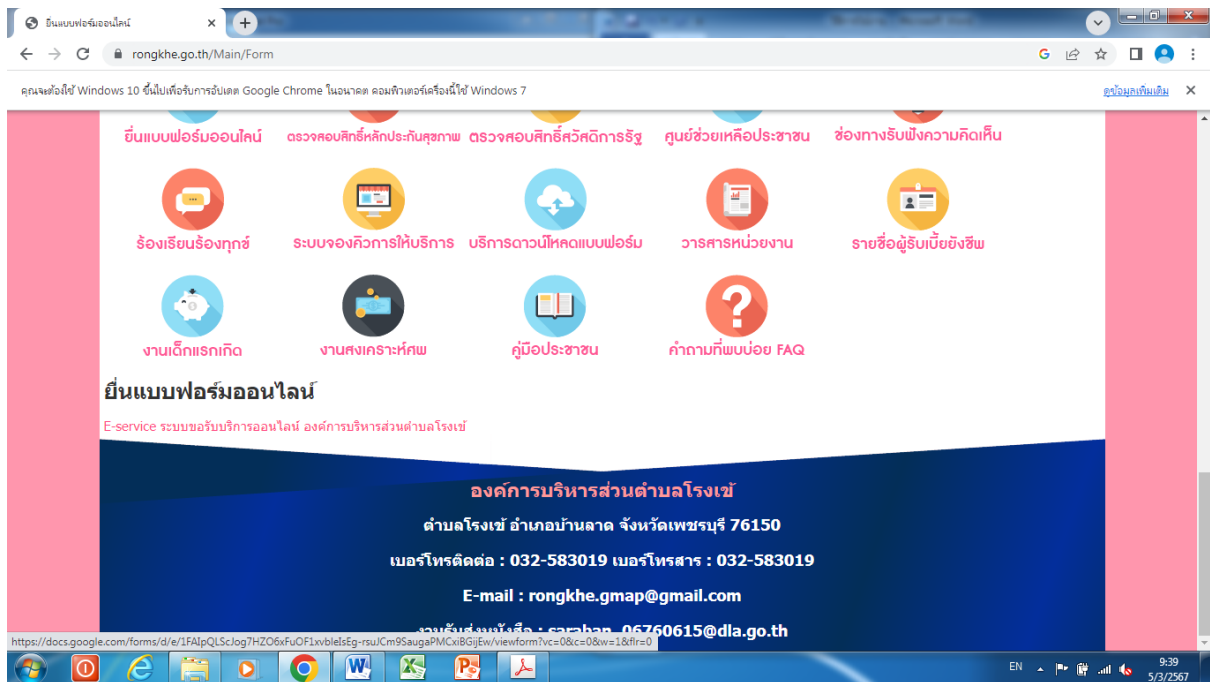 ยื่นแบบฟอร์มออนไลน์
rongkhe.go.th/Main/Form
คุณจะต้องใช้ Windows 10 ขึ้นไปเพื่อรับการอัปเดต Google Chrome ในอนาคต คอมพิวเตอร์เครื่องนี้ใช้ Windows 7 ดูข้อมูลเพิ่มเติม
ยื่นแบบฟอร์มออนไลน์ ตรวจสอบสิทธิ์หลักประกันสุขภาพ ตรวจสอบสิทธิ์สวัสดิการรัฐ ศูนย์ช่วยเหลือประชาชน ช่องทางรับฟังความคิดเห็น
ร้องเรียนร้องทุกข์ ระบบจองคิวการให้บริการ บริการดาวน์โหลดแบบฟอร์ม วารสารหน่วยงาน รายชื่อผู้รับเบี้ยยังชีพ
งานเด็กแรกเกิด งานศงเคราะห์ศพ คู่มือประชาชน คำถามที่พบบ่อย FAQ
ยื่นแบบฟอร์มออนไลน์
E-service ระบบขอรับบริการออนไลน์ องค์การบริหารส่วนตำบลโรงเข้
องค์การบริหารส่วนตำบลโรงเข้
ตำบลโรงเข้ อำเภอบ้านลาด จังหวัดเพชรบุรี 76150
เบอร์โทรติดต่อ : 032-583019 เบอร์โทรสาร : 032-583019
E-mail : rongkhe.gmap@gmail.com
งานรับส่งหนังสือ : saraban_06760615@dla.go.th
https://docs.google.com/forms/d/e/1FAIpQLScJog7HZO6xFuOF1xvbleIsEg-rsuJCm9SaugaPMCxiBGijEw/viewform?vc=0&c=0&w=1&flr=0
EN 9:39
5/3/2567